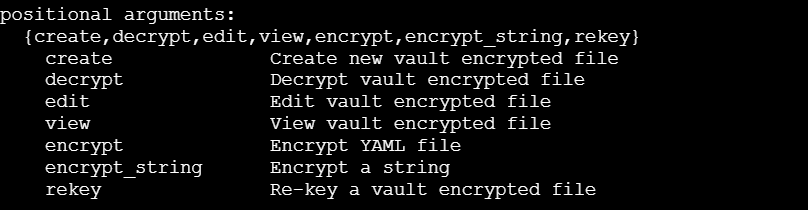 positional arguments:
  {create,decrypt,edit,view,encrypt,encrypt_string,rekey}
    create              Create new vault encrypted file
    decrypt             Decrypt vault encrypted file
    edit                Edit vault encrypted file
    view                View vault encrypted file
    encrypt             Encrypt YAML file
    encrypt_string      Encrypt a string
    rekey               Re-key a vault encrypted file